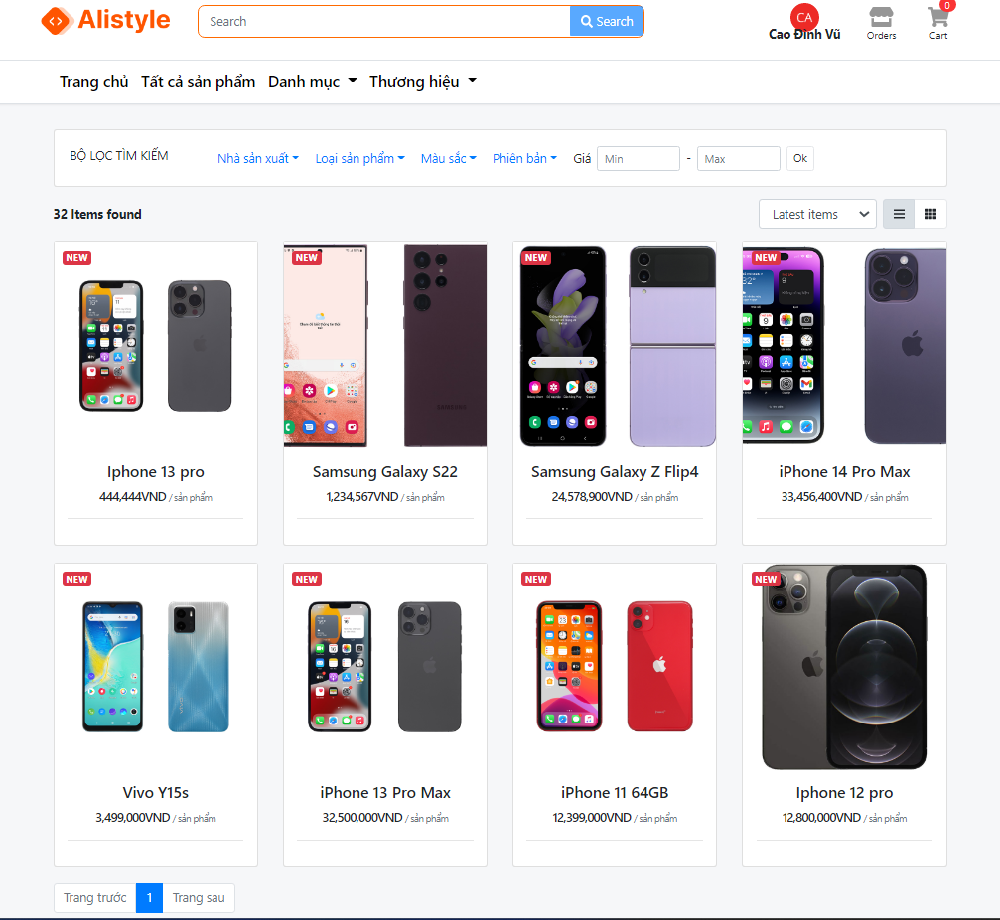 Alistyle
Search
Search
CA
Cao Đình Vũ
Orders
0
Cart
Trang chủ
Tất cả sản phẩm
Danh mục
Thương hiệu
BỘ LỌC TÌM KIẾM
Nhà sản xuất
Loại sản phẩm
Màu sắc
Phiên bản
Giá
Min
-
Max
Ok
32 Items found
Latest items
NEW
Iphone 13 pro
444,444VND / sản phẩm
NEW
SAMSUNG
Samsung Galaxy S22
1,234,567VND / sản phẩm
NEW
Samsung Galaxy Z Flip4
24,578,900VND / sản phẩm
NEW
iPhone 14 Pro Max
33,456,400VND / sản phẩm
NEW
vivo
Vivo Y15s
3,499,000VND / sản phẩm
NEW
iPhone 13 Pro Max
32,500,000VND / sản phẩm
NEW
iPhone 11 64GB
12,399,000VND / sản phẩm
NEW
Iphone 12 pro
12,800,000VND / sản phẩm
Trang trước
1
Trang sau